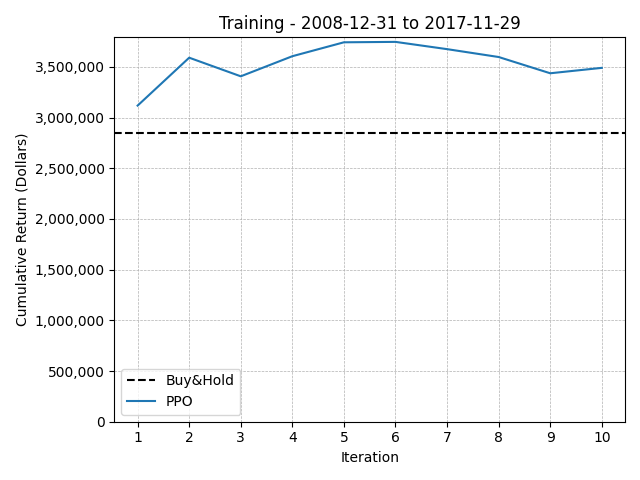 Training - 2008-12-31 to 2017-11-29
Cumulative Return (Dollars)
3,500,000
3,000,000
2,500,000
2,000,000
1,500,000
1,000,000
500,000
0
Buy&Hold
PPO
1 2 3 4 5 6 7 8 9 10
Iteration